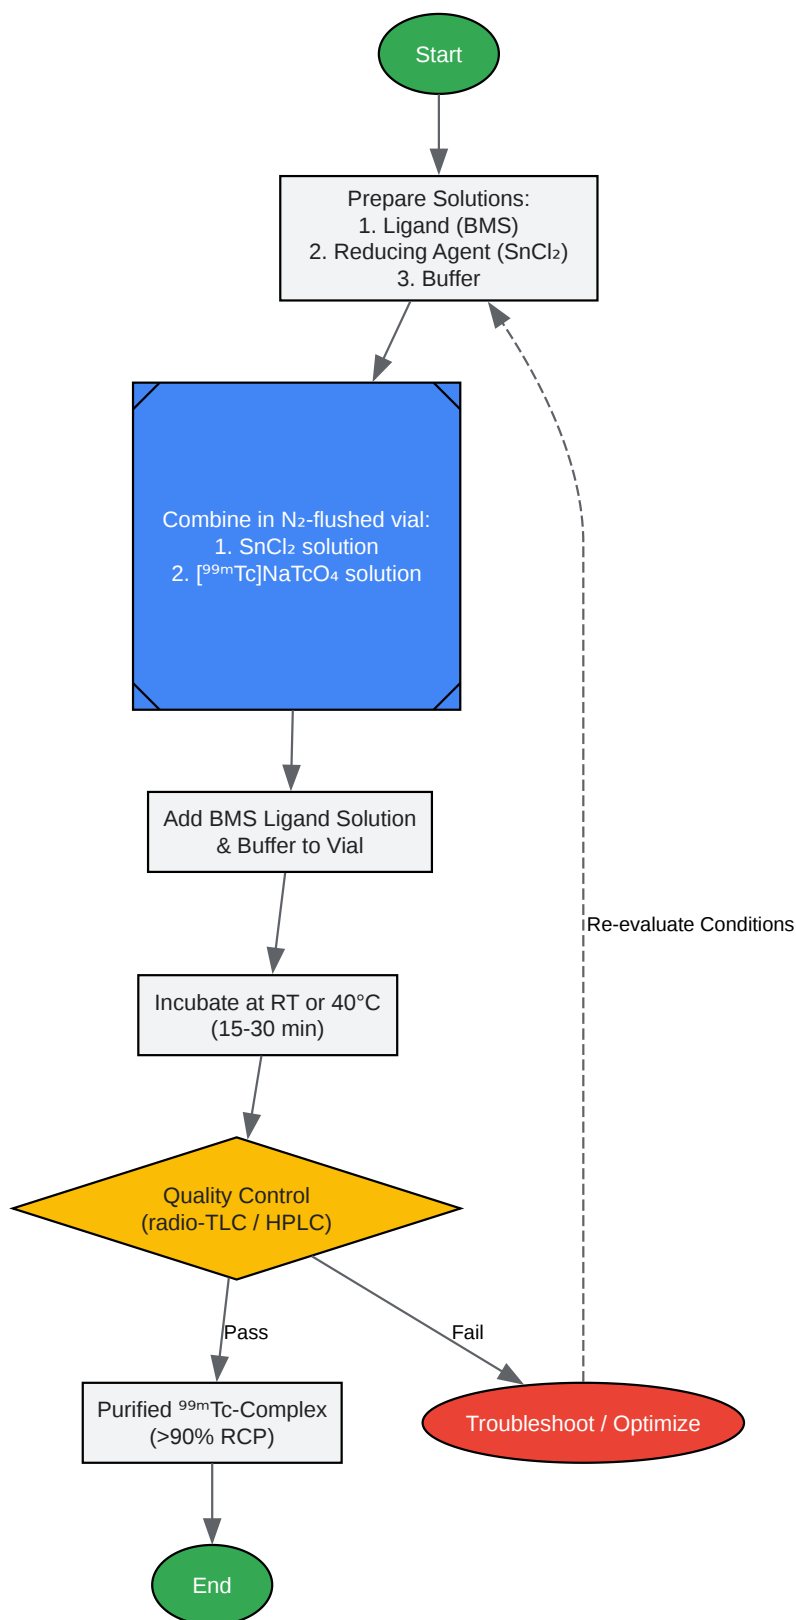 Start
Prepare Solutions:
1. Ligand (BMS)
2. Reducing Agent (SnCl₂)
3. Buffer
Combine in N₂-flushed vial:
1. SnCl₂ solution
2. [⁹⁹ᵐTc]NaTcO₄ solution
Add BMS Ligand Solution
& Buffer to Vial
Re-evaluate Conditions
Incubate at RT or 40°C
(15-30 min)
Quality Control
(radio-TLC / HPLC)
Pass
Fail
Purified ⁹⁹ᵐTc-Complex
(>90% RCP)
Troubleshoot / Optimize
End